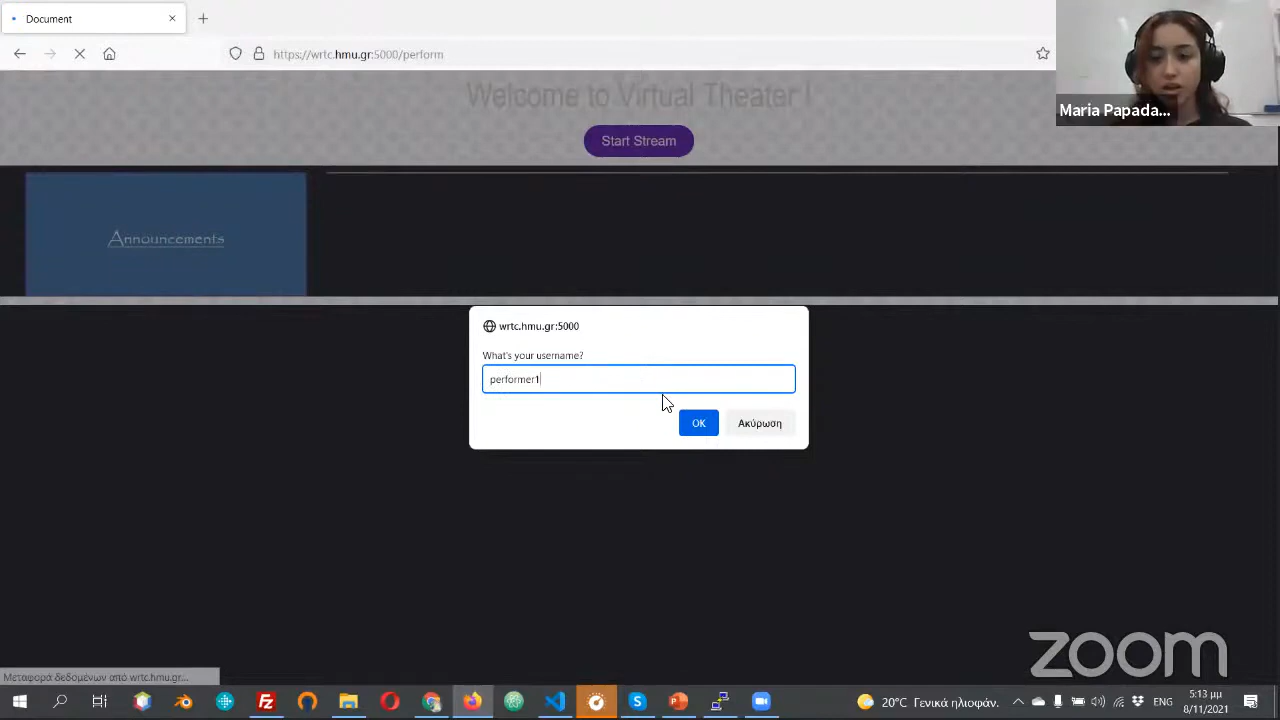 Document
https://wrtc.hmu.gr:5000/perform
Maria Papada...
Welcome to Virtual Theater !
Start Stream
Announcements
wrtc.hmu.gr:5000
What's your username?
performer1
OK
Ακύρωση
zoom
Μεταφορά δεδομένων από wrtc.hmu.gr...
20°C Γενικά ηλιοφάν.
ENG
5:13 μμ
8/11/2021